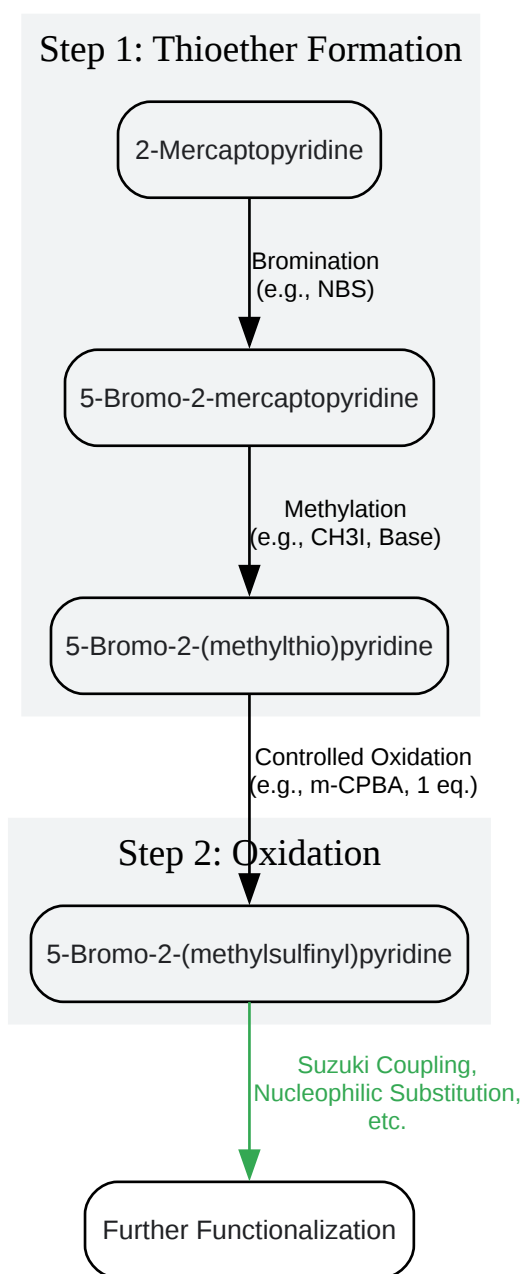 Step 1: Thioether Formation
2-Mercaptopyridine
Bromination
(e.g., NBS)
5-Bromo-2-mercaptopyridine
Methylation
(e.g., CH3I, Base)
5-Bromo-2-(methylthio)pyridine
Controlled Oxidation
(e.g., m-CPBA, 1 eq.)
Step 2: Oxidation
5-Bromo-2-(methylsulfinyl)pyridine
Suzuki Coupling,
Nucleophilic Substitution,
etc.
Further Functionalization